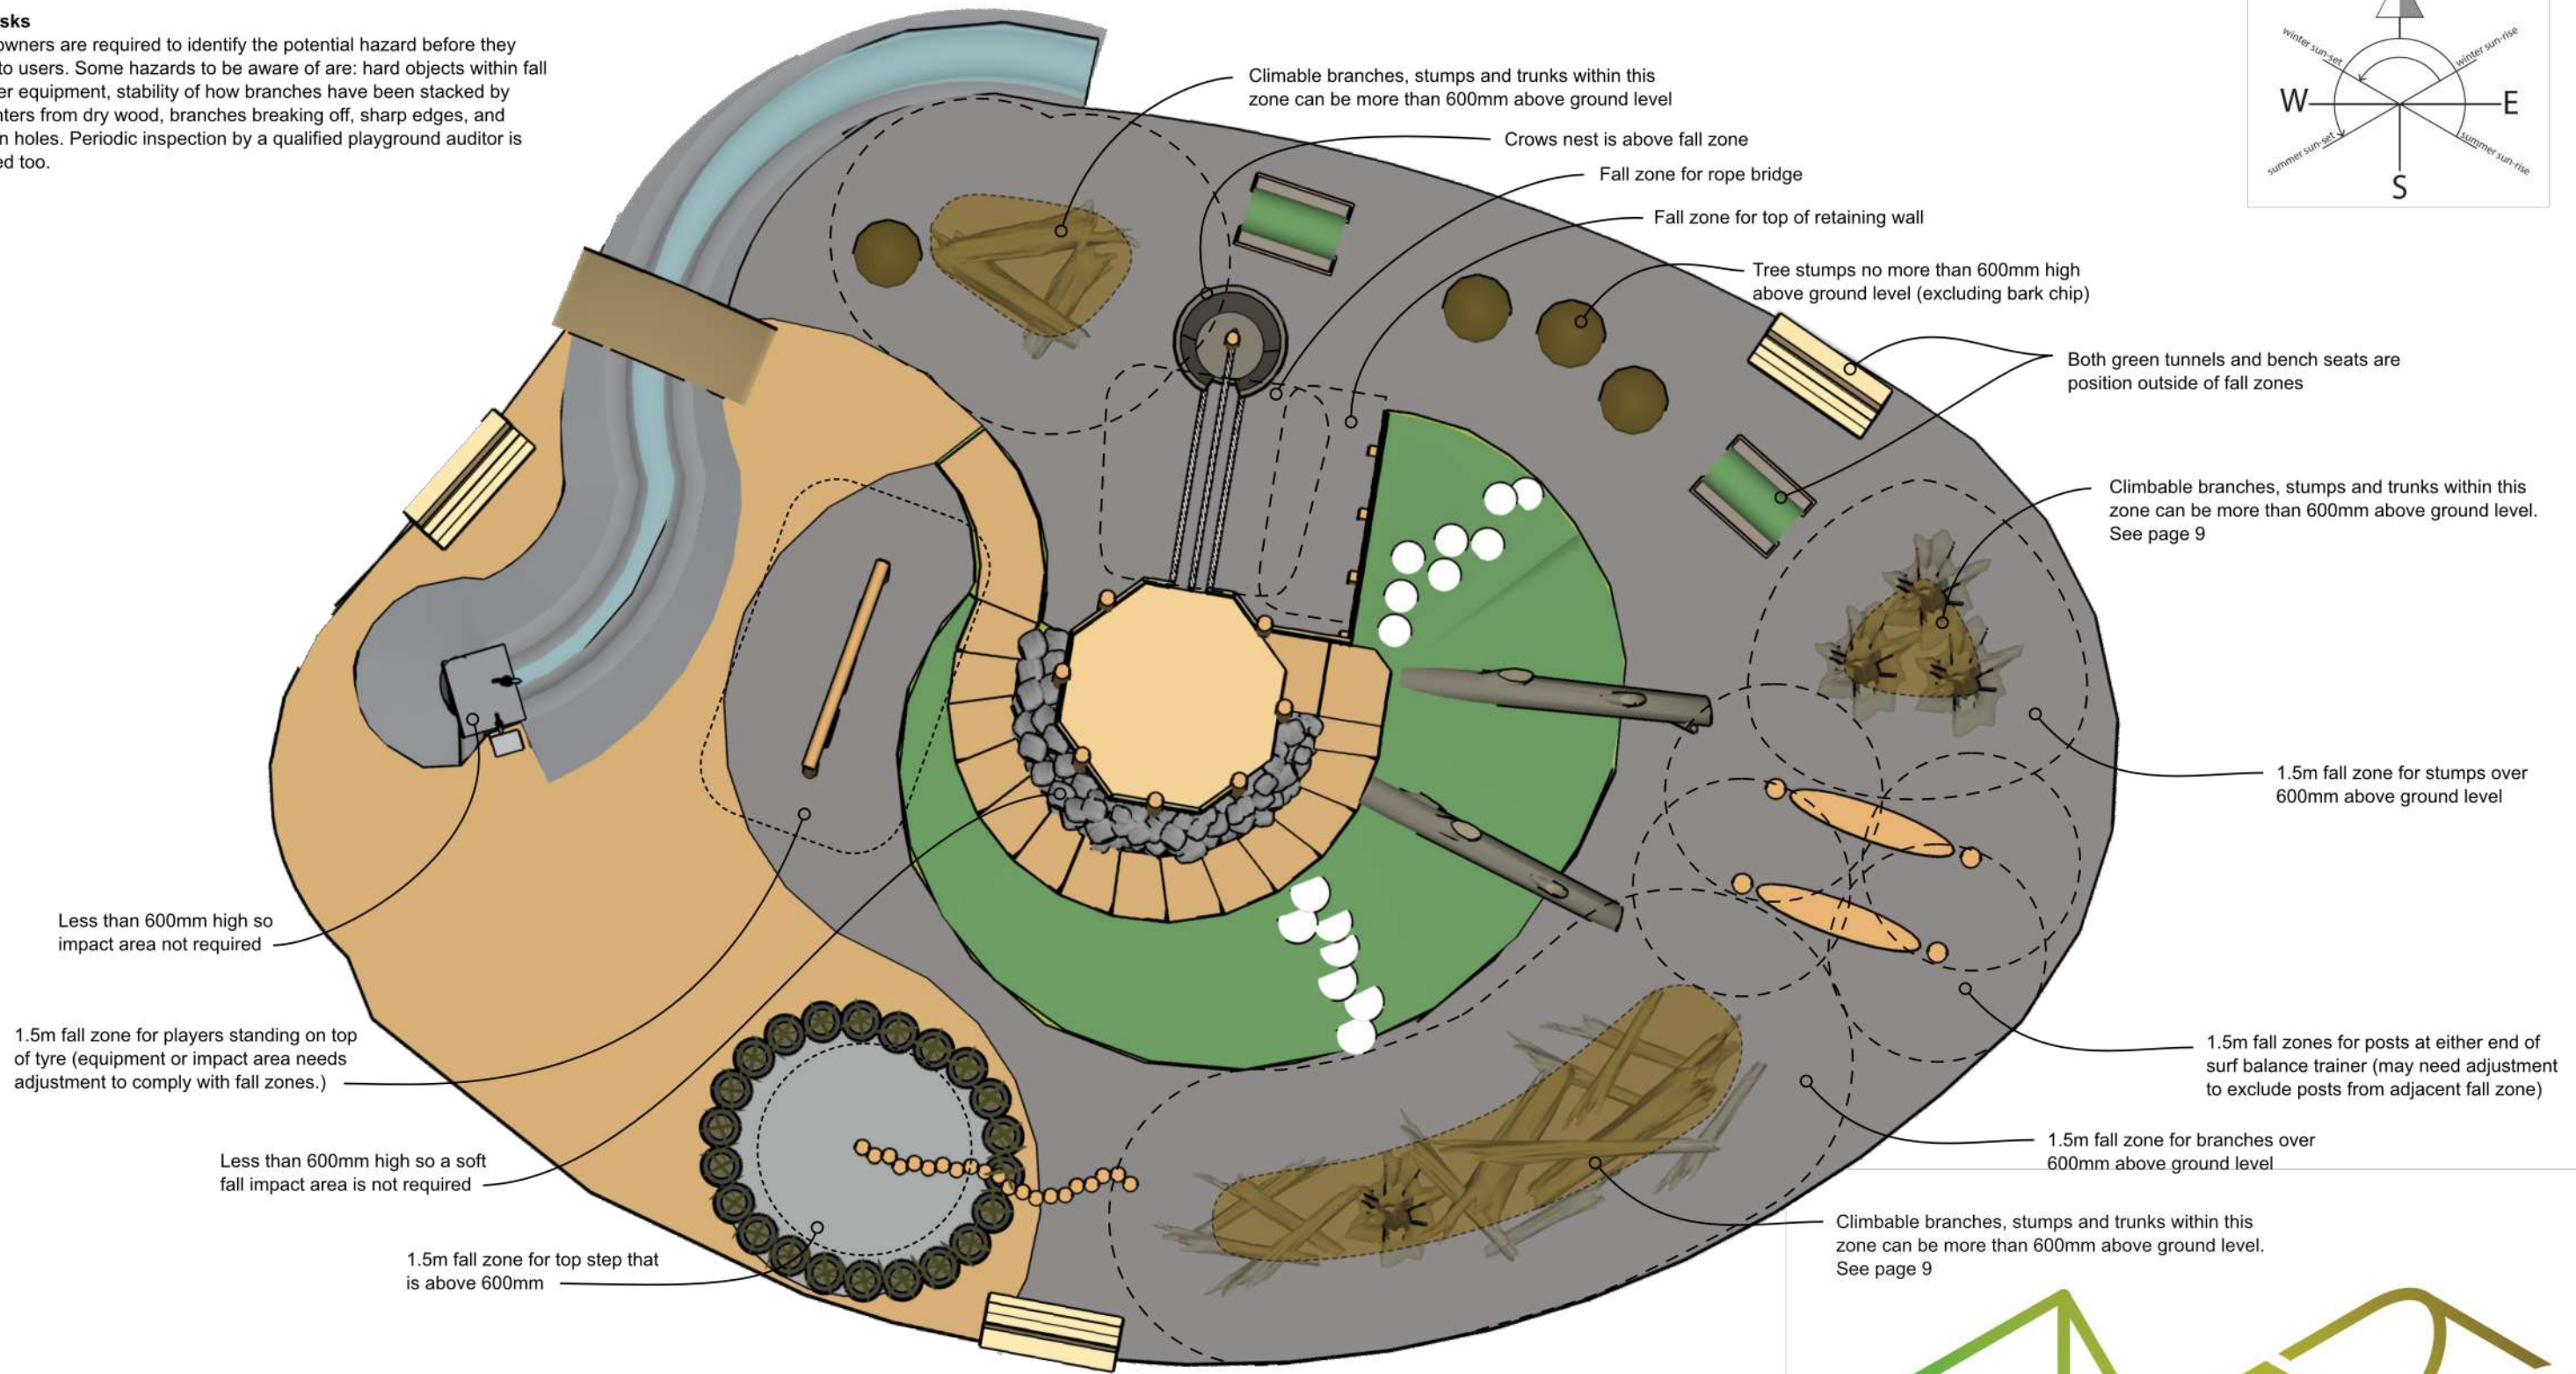 sks
owners are required to identify the potential hazard before they
to users. Some hazards to be aware of are: hard objects within fall
er equipment, stability of how branches have been stacked by
nters from dry wood, branches breaking off, sharp edges, and
n holes. Periodic inspection by a qualified playground auditor is
ed too.
Climable branches, stumps and trunks within this
zone can be more than 600mm above ground level
Crows nest is above fall zone
Fall zone for rope bridge
Fall zone for top of retaining wall
Tree stumps no more than 600mm high
above ground level (excluding bark chip)
winter sun-set
winter sun-rise
W
E
summer sun-set
summer sun-rise
S
Both green tunnels and bench seats are
position outside of fall zones
Climbable branches, stumps and trunks within this
zone can be more than 600mm above ground level.
See page 9
1.5m fall zone for stumps over
600mm above ground level
Less than 600mm high so
impact area not required
1.5m fall zone for players standing on top
of tyre (equipment or impact area needs
adjustment to comply with fall zones.)
1.5m fall zones for posts at either end of
surf balance trainer (may need adjustment
to exclude posts from adjacent fall zone)
Less than 600mm high so a soft
fall impact area is not required
1.5m fall zone for branches over
600mm above ground level
1.5m fall zone for top step that
is above 600mm
Climbable branches, stumps and trunks within this
zone can be more than 600mm above ground level.
See page 9